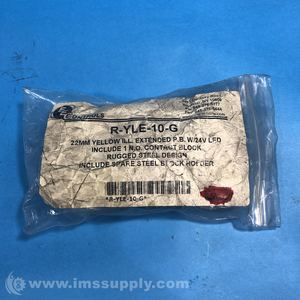 CONTROLS
R-YLE-10-G
22MM YELLOW ILL. EXTENDED P.B. W/24V LED
INCLUDE 1 N.O. CONTACT BLOCK
RUGGED STEEL DESIGN
INCLUDE SPARE STEEL BLOCK HOLDER
*R-YLE-10-G*
© www.imssupply.com